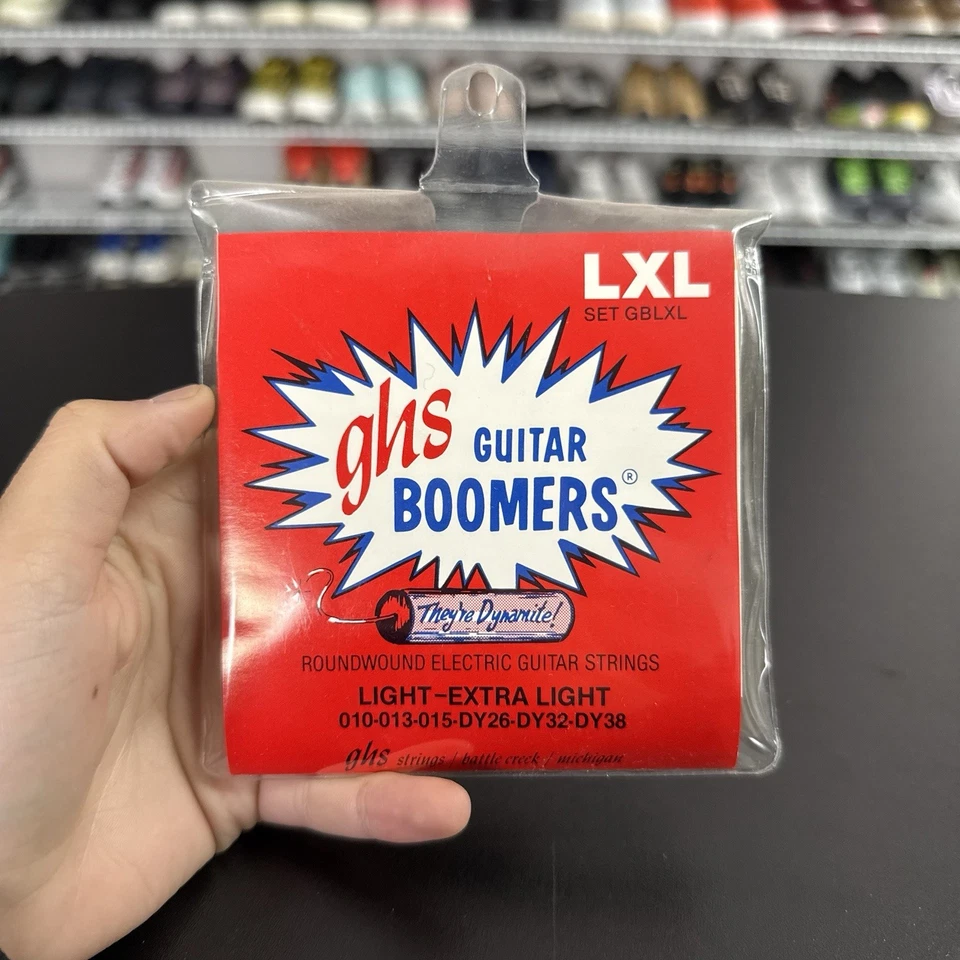 LXL
SET GBLXL
ghs GUITAR
BOOMERS®
They're Dynamite!
ROUNDWOUND ELECTRIC GUITAR STRINGS
LIGHT-EXTRA LIGHT
010-013-015-DY26-DY32-DY38
ghs strings / battle creek / michigan